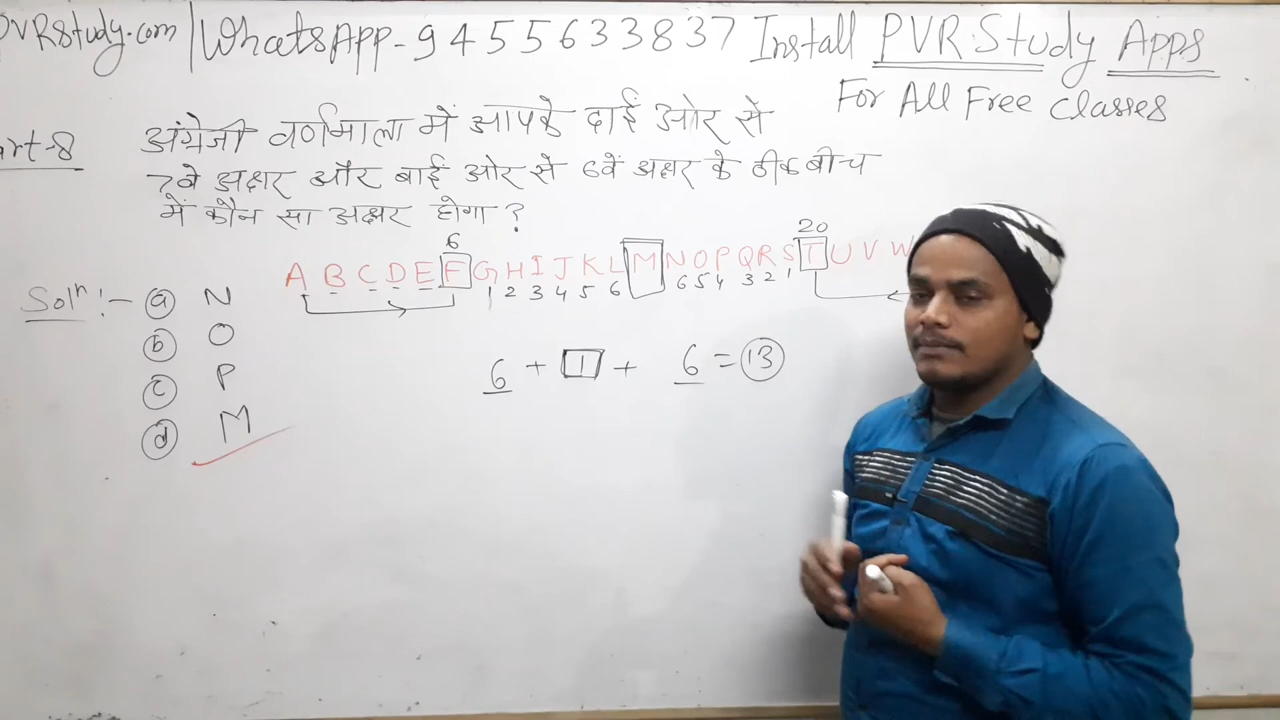 PVRStudy.com | WhatsApp - 9455633837 Install PVR Study Apps
For All Free Classes
art-8
अंग्रेजी वर्णमाला में आपके दाई ओर से
7वे अक्षर और बाई ओर से 6वें अक्षर के ठीक बीच
में कौन सा अक्षर होगा ?
6 20
A B C D E F G H I J K L M N O P Q R S T U V W
1 2 3 4 5 6 6 5 4 3 2 1
Solⁿ :-
(a) N
(b) O
(c) P
(d) M
6 + 1 + 6 = 13